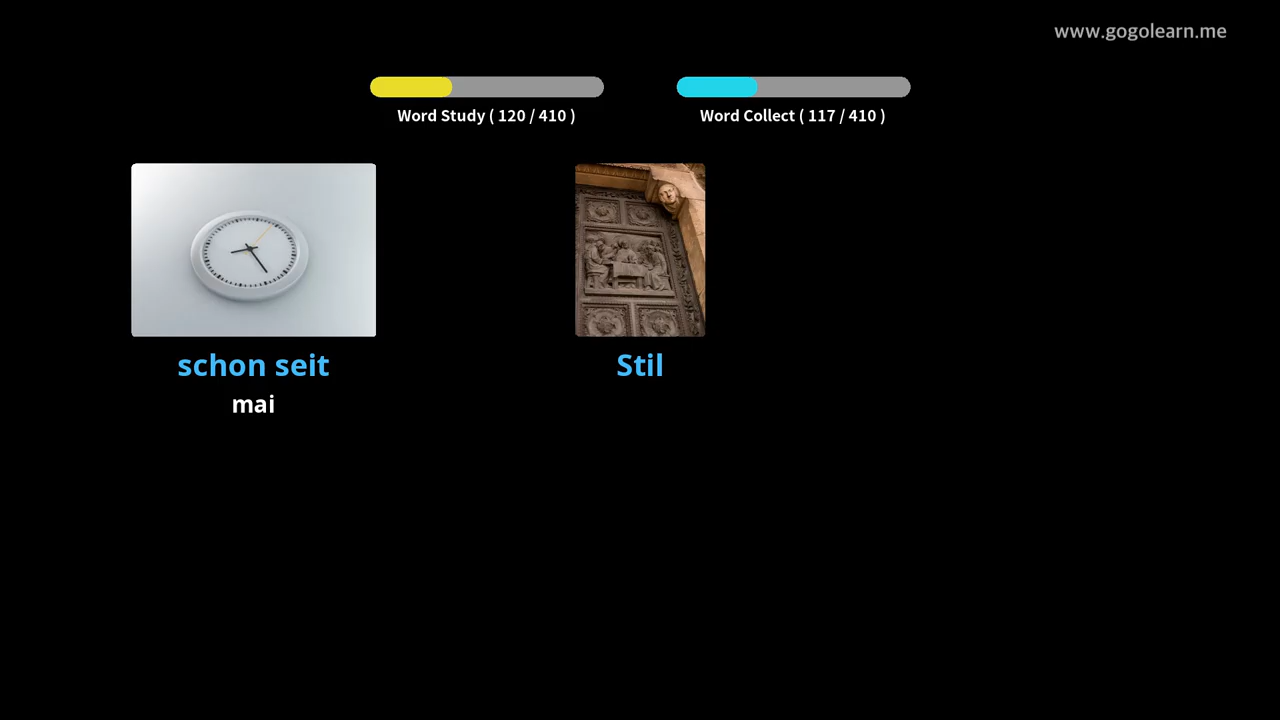 www.gogolearn.me
Word Study ( 120 / 410 )
Word Collect ( 117 / 410 )
schon seit
mai
Stil